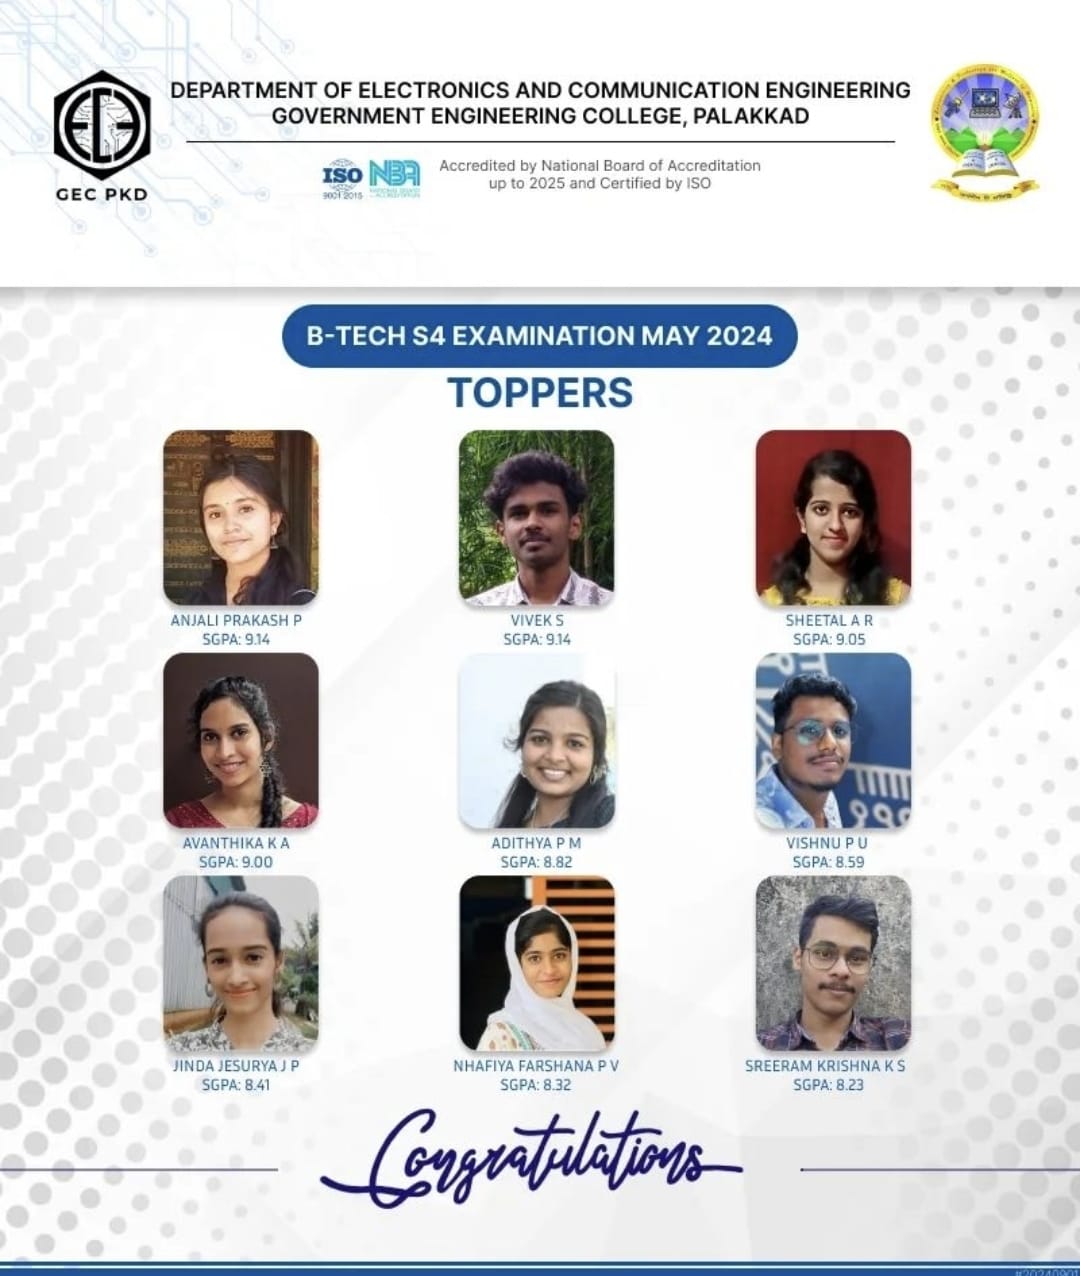 DEPARTMENT OF ELECTRONICS AND COMMUNICATION ENGINEERING
GOVERNMENT ENGINEERING COLLEGE, PALAKKAD
GEC PKD
ISO
9001:2015
NBA
NATIONAL BOARD
OF ACCREDITATION
Accredited by National Board of Accreditation
up to 2025 and Certified by ISO
B-TECH S4 EXAMINATION MAY 2024
TOPPERS
ANJALI PRAKASH P
SGPA: 9.14
VIVEK S
SGPA: 9.14
SHEETAL A R
SGPA: 9.05
AVANTHIKA K A
SGPA: 9.00
ADITHYA P M
SGPA: 8.82
VISHNU P U
SGPA: 8.59
JINDA JESURYA J P
SGPA: 8.41
NHAFIYA FARSHANA P V
SGPA: 8.32
SREERAM KRISHNA K S
SGPA: 8.23
Congratulations